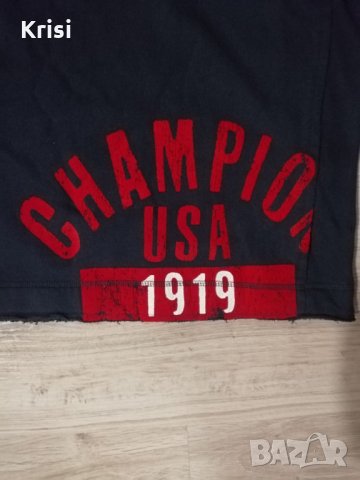 Krisi
CHAMPION
USA
1919
BAZAR